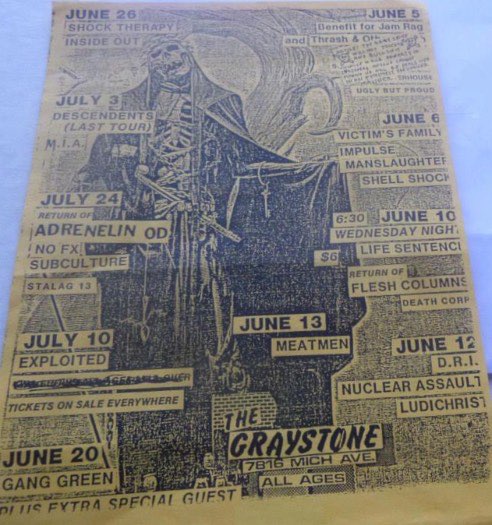 JUNE 26
SHOCK THERAPY
INSIDE OUT
JULY 3
DESCENDENTS
(LAST TOUR)
M.I.A.
JULY 24
RETURN OF
ADRENELIN OD
NO FX
SUBCULTURE
STALAG 13
JULY 10
EXPLOITED
TICKETS ON SALE EVERYWHERE
JUNE 20
GANG GREEN
PLUS EXTRA SPECIAL GUEST
JUNE 5
Benefit for Jam Rag
and Thrash &
UGLY BUT PROUD
JUNE 6
VICTIM'S FAMILY
IMPULSE
MANSLAUGHTER
SHELL SHOCK
6:30 JUNE 10
WEDNESDAY NIGHT
$6 LIFE SENTENCE
RETURN OF
FLESH COLUMNS
DEATH CORP
JUNE 13
MEATMEN
JUNE 12
D.R.I.
NUCLEAR ASSAULT
LUDICHRIST
THE
GRAYSTONE
7816 MICH AVE.
ALL AGES